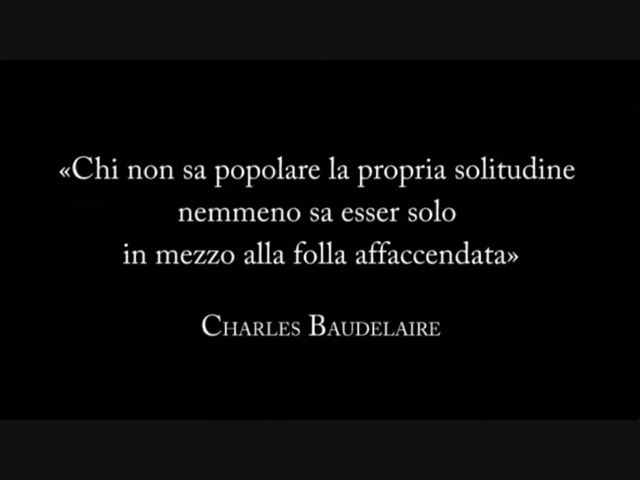 «Chi non sa popolare la propria solitudine
nemmeno sa esser solo
in mezzo alla folla affaccendata»
CHARLES BAUDELAIRE